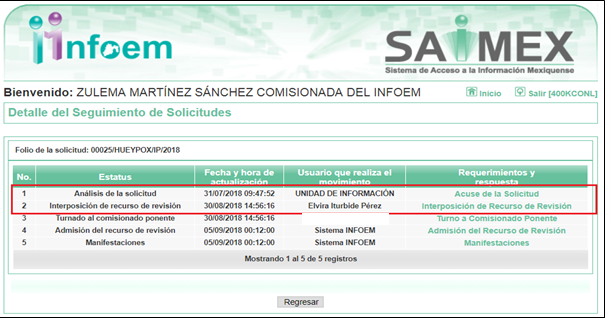 infoem
SAIMEX
Sistema de Acceso a la Información Mexiquense
Bienvenido: ZULEMA MARTÍNEZ SÁNCHEZ COMISIONADA DEL INFOEM
Inicio Salir [400KCONL]
Detalle del Seguimiento de Solicitudes
Folio de la solicitud: 00025/HUEYPOX/IP/2018
No. Estatus Fecha y hora de actualización Usuario que realiza el movimiento Requerimientos y respuesta
1 Análisis de la solicitud 31/07/2018 09:47:52 UNIDAD DE INFORMACIÓN Acuse de la Solicitud
2 Interposición de recurso de revisión 30/08/2018 14:56:16 Elvira Iturbide Pérez Interposición de Recurso de Revisión
3 Turnado al comisionado ponente 30/08/2018 14:56:16 Turno a Comisionado Ponente
4 Admisión del recurso de revisión 05/09/2018 00:12:00 Sistema INFOEM Admisión del Recurso de Revisión
5 Manifestaciones 05/09/2018 00:12:00 Sistema INFOEM Manifestaciones
Mostrando 1 al 5 de 5 registros
Regresar